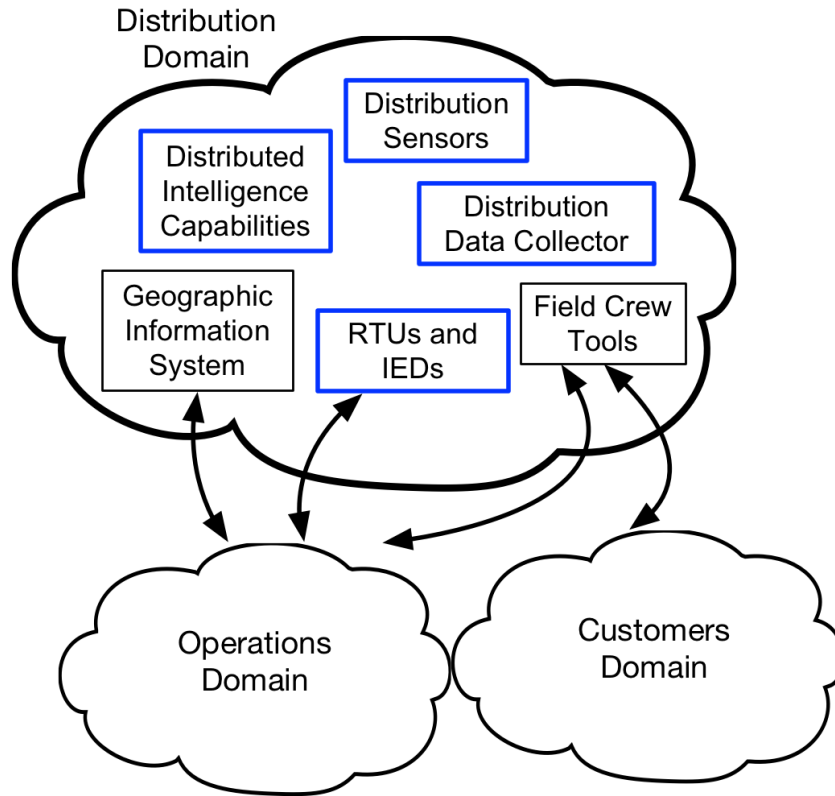 Distribution
Domain
Distribution
Sensors
Distributed
Intelligence
Capabilities
Distribution
Data Collector
Geographic
Information
System
RTUs and
IEDs
Field Crew
Tools
Operations
Domain
Customers
Domain